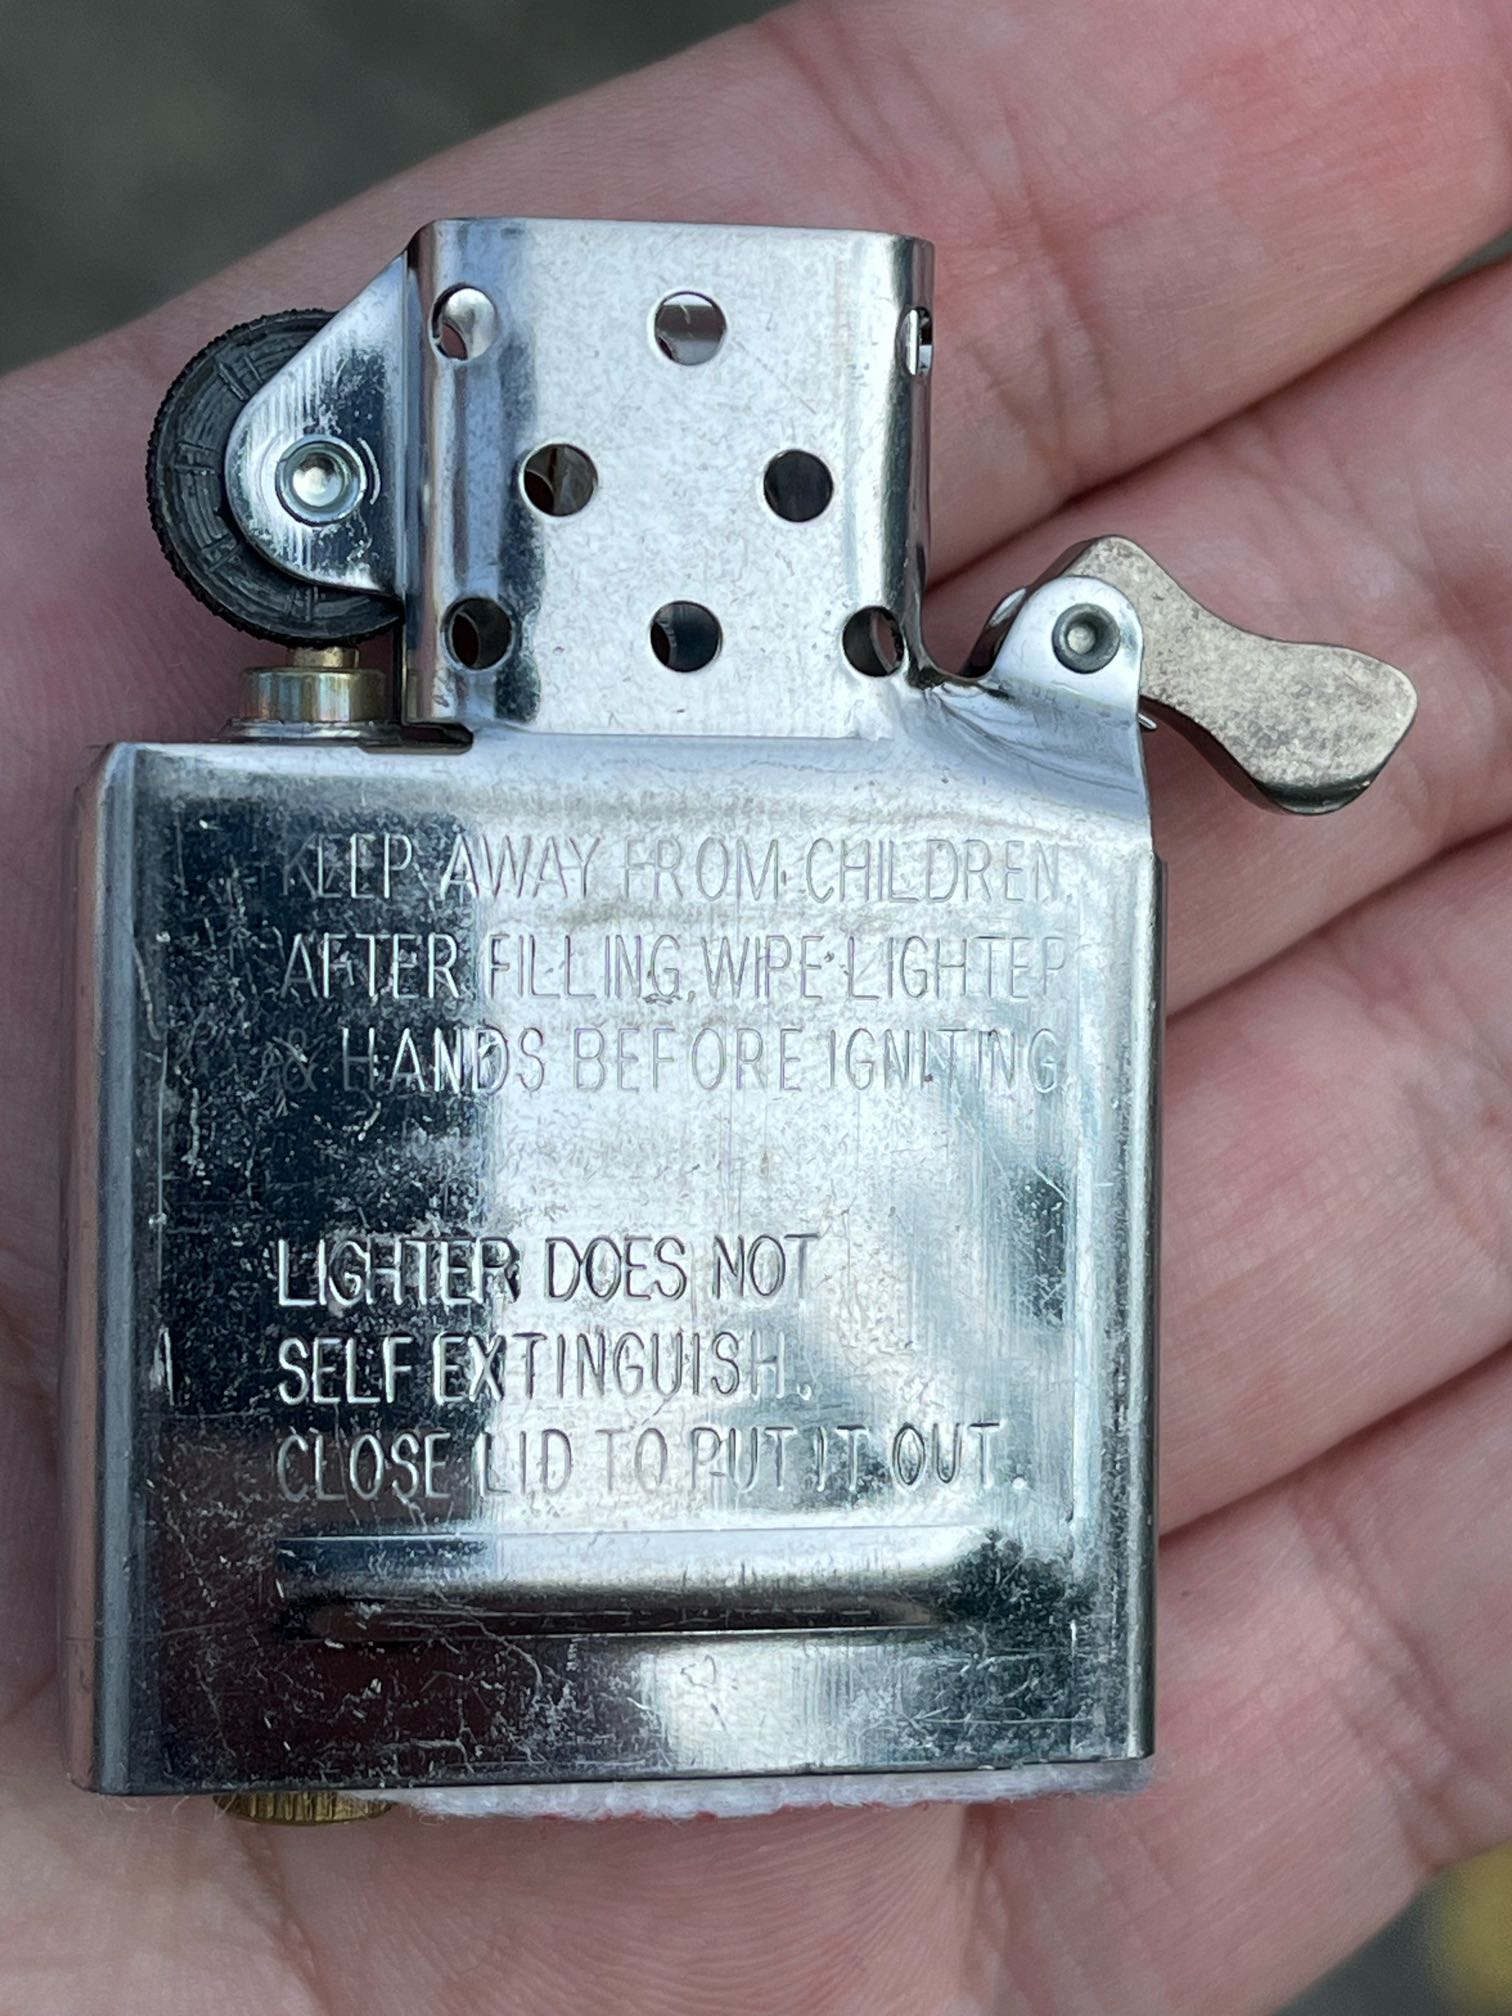 KEEP AWAY FROM CHILDREN.
AFTER FILLING, WIPE LIGHTER
& HANDS BEFORE IGNITING.
LIGHTER DOES NOT
SELF EXTINGUISH.
CLOSE LID TO PUT IT OUT.